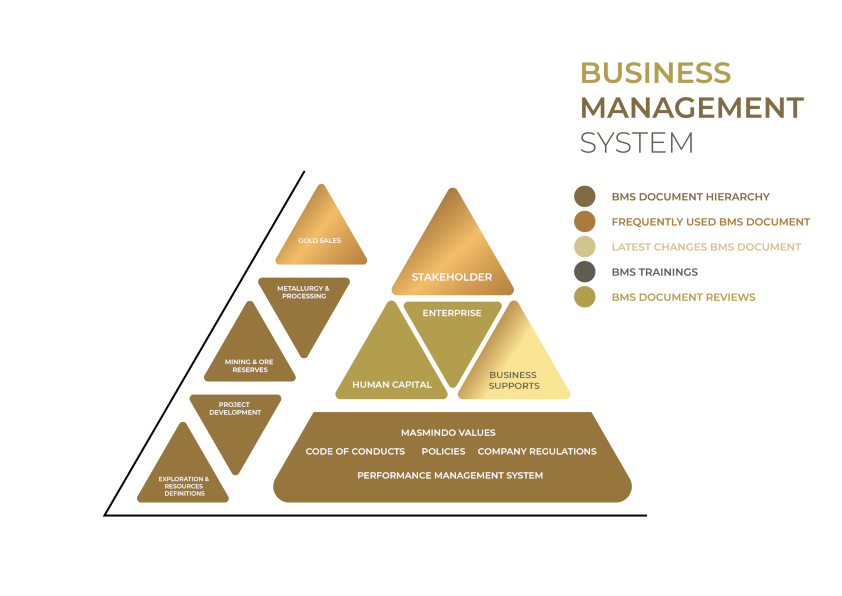 BUSINESS
MANAGEMENT
SYSTEM
BMS DOCUMENT HIERARCHY
FREQUENTLY USED BMS DOCUMENT
LATEST CHANGES BMS DOCUMENT
BMS TRAININGS
BMS DOCUMENT REVIEWS
GOLD SALES
METALLURGY &
PROCESSING
MINING & ORE
RESERVES
PROJECT
DEVELOPMENT
EXPLORATION &
RESOURCES
DEFINITIONS
STAKEHOLDER
ENTERPRISE
HUMAN CAPITAL
BUSINESS
SUPPORTS
MASMINDO VALUES
CODE OF CONDUCTS POLICIES COMPANY REGULATIONS
PERFORMANCE MANAGEMENT SYSTEM